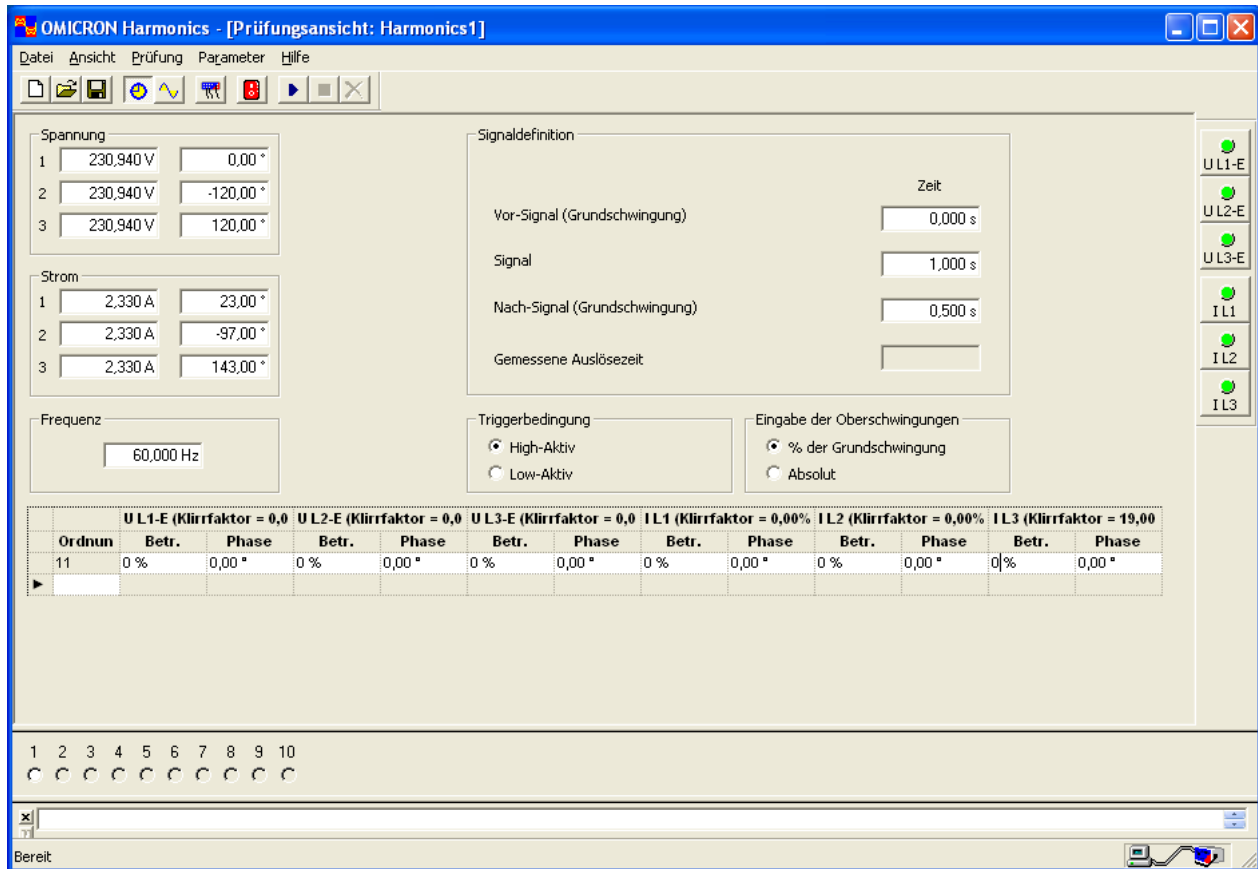 OMICRON Harmonics - [Prüfungsansicht: Harmonics1]
Datei Ansicht Prüfung Parameter Hilfe
Spannung
1 230,940 V 0,00 °
2 230,940 V -120,00 °
3 230,940 V 120,00 °
Strom
1 2,330 A 23,00 °
2 2,330 A -97,00 °
3 2,330 A 143,00 °
Frequenz
60,000 Hz
Signaldefinition
Zeit
Vor-Signal (Grundschwingung) 0,000 s
Signal 1,000 s
Nach-Signal (Grundschwingung) 0,500 s
Gemessene Auslösezeit
Triggerbedingung
High-Aktiv
Low-Aktiv
Eingabe der Oberschwingungen
% der Grundschwingung
Absolut
U L1-E
U L2-E
U L3-E
I L1
I L2
I L3
U L1-E (Klirrfaktor = 0,0 U L2-E (Klirrfaktor = 0,0 U L3-E (Klirrfaktor = 0,0 I L1 (Klirrfaktor = 0,00% I L2 (Klirrfaktor = 0,00% I L3 (Klirrfaktor = 19,00
Ordnun Betr. Phase Betr. Phase Betr. Phase Betr. Phase Betr. Phase Betr. Phase
11 0 % 0,00 ° 0 % 0,00 ° 0 % 0,00 ° 0 % 0,00 ° 0 % 0,00 ° 0 % 0,00 °
1 2 3 4 5 6 7 8 9 10
Bereit